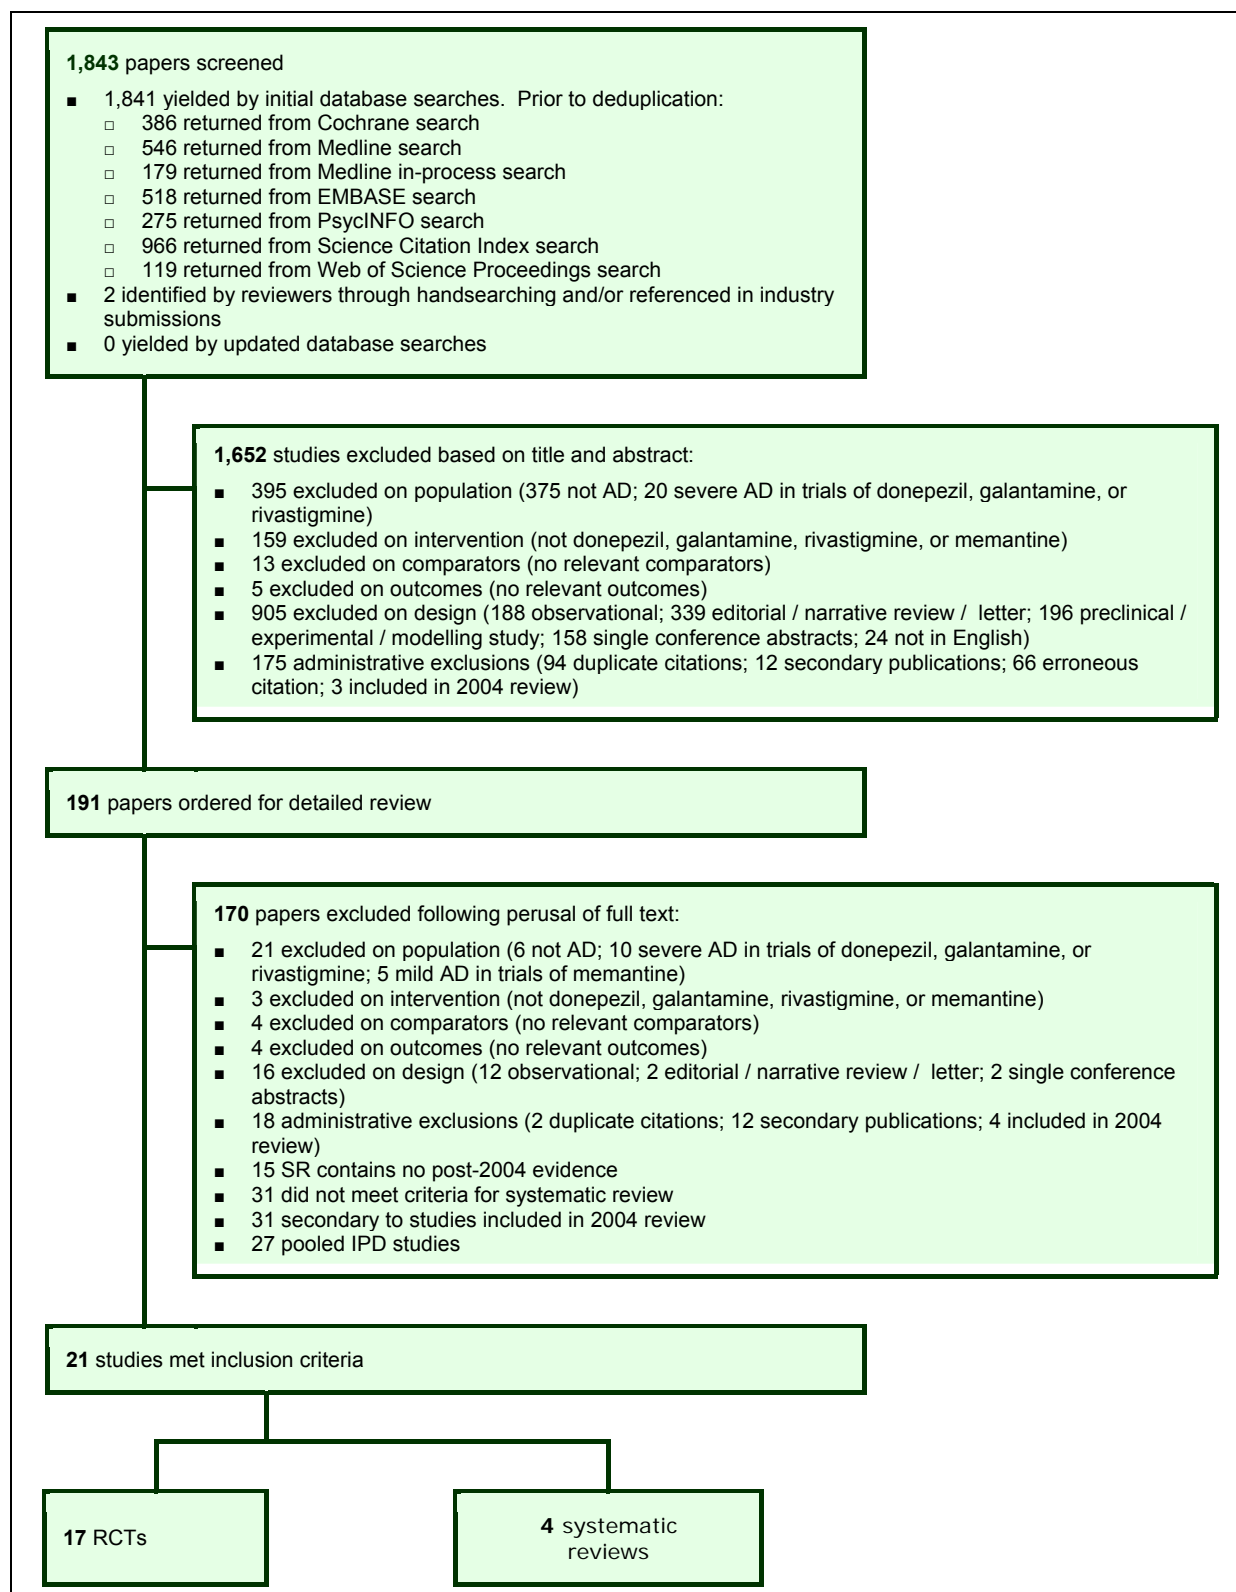 1,843 papers screened
■ 1,841 yielded by initial database searches.  Prior to deduplication:
□ 386 returned from Cochrane search
□ 546 returned from Medline search
□ 179 returned from Medline in-process search
□ 518 returned from EMBASE search
□ 275 returned from PsycINFO search
□ 966 returned from Science Citation Index search
□ 119 returned from Web of Science Proceedings search
■ 2 identified by reviewers through handsearching and/or referenced in industry
submissions
■ 0 yielded by updated database searches
1,652 studies excluded based on title and abstract:
■ 395 excluded on population (375 not AD; 20 severe AD in trials of donepezil, galantamine, or
rivastigmine)
■ 159 excluded on intervention (not donepezil, galantamine, rivastigmine, or memantine)
■ 13 excluded on comparators (no relevant comparators)
■ 5 excluded on outcomes (no relevant outcomes)
■ 905 excluded on design (188 observational; 339 editorial / narrative review /  letter; 196 preclinical /
experimental / modelling study; 158 single conference abstracts; 24 not in English)
■ 175 administrative exclusions (94 duplicate citations; 12 secondary publications; 66 erroneous
citation; 3 included in 2004 review)
191 papers ordered for detailed review
170 papers excluded following perusal of full text:
■ 21 excluded on population (6 not AD; 10 severe AD in trials of donepezil, galantamine, or
rivastigmine; 5 mild AD in trials of memantine)
■ 3 excluded on intervention (not donepezil, galantamine, rivastigmine, or memantine)
■ 4 excluded on comparators (no relevant comparators)
■ 4 excluded on outcomes (no relevant outcomes)
■ 16 excluded on design (12 observational; 2 editorial / narrative review /  letter; 2 single conference
abstracts)
■ 18 administrative exclusions (2 duplicate citations; 12 secondary publications; 4 included in 2004
review)
■ 15 SR contains no post-2004 evidence
■ 31 did not meet criteria for systematic review
■ 31 secondary to studies included in 2004 review
■ 27 pooled IPD studies
21 studies met inclusion criteria
17 RCTs
4 systematic
reviews